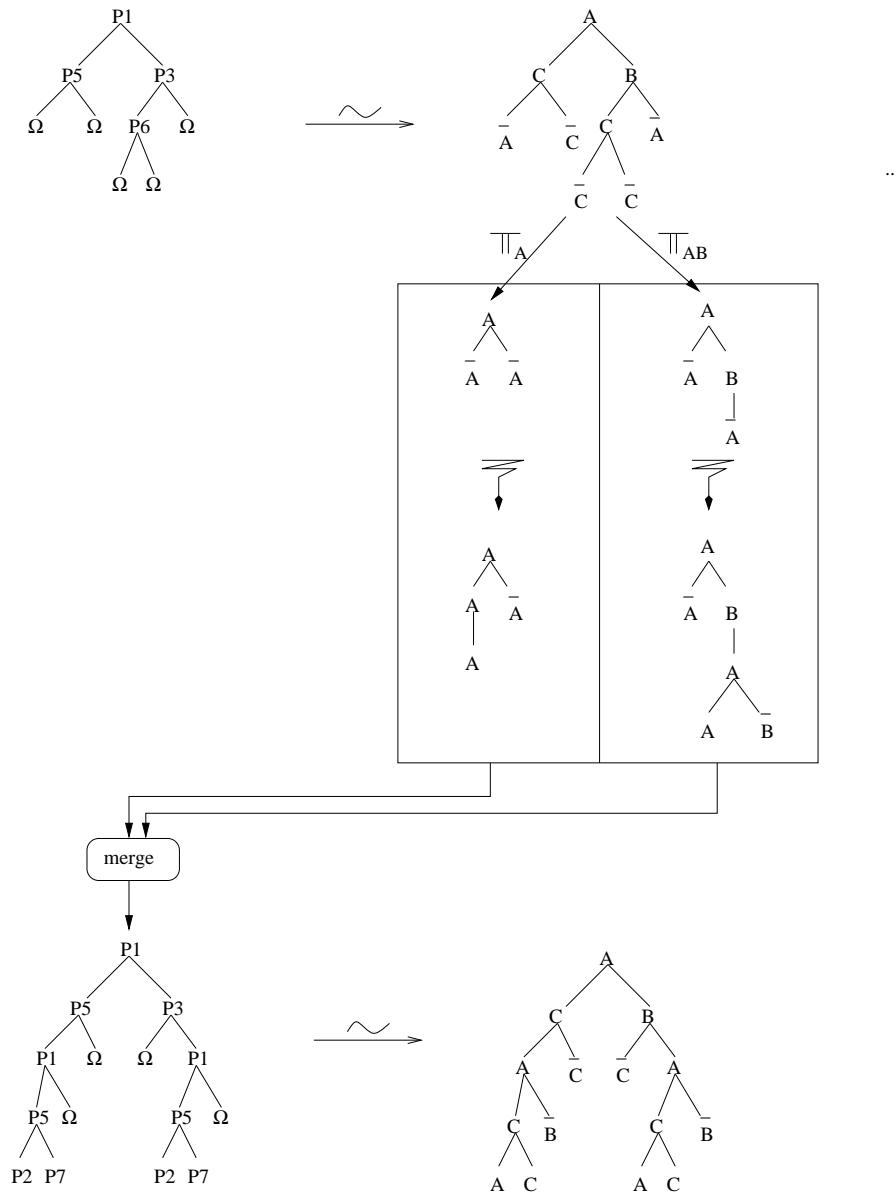 P1 A
P5 P3 C B
Ω Ω P6 Ω A̅ C̅ C A̅
Ω Ω C̅ C̅
..
∏A ∏AB
A A
A̅ A̅ A̅ B
A̅
A A
A A̅ A̅ B
A A
A B̅
merge
P1 A
P5 P3 C B
P1 Ω Ω P1 A C̅ C̅ A
P5 Ω P5 Ω C B̅ C B̅
P2 P7 P2 P7 A C A C